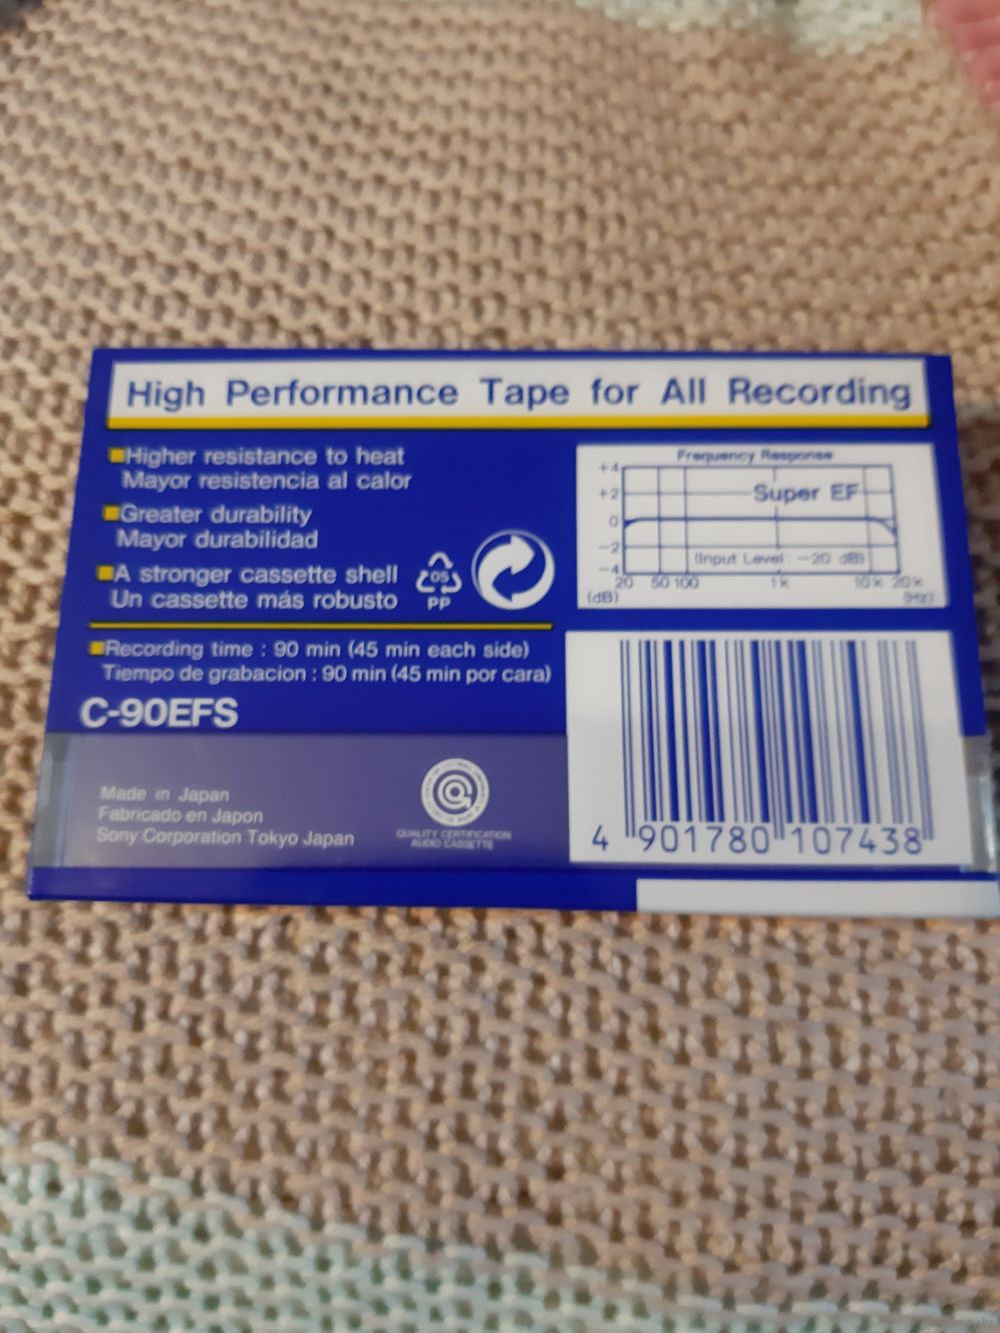 High Performance Tape for All Recording
Higher resistance to heat
Mayor resistencia al calor
Greater durability
Mayor durabilidad
A stronger cassette shell
Un cassette más robusto
05
PP
Recording time : 90 min (45 min each side)
Tiempo de grabacion : 90 min (45 min por cara)
C-90EFS
Made in Japan
Fabricado en Japon
Sony Corporation Tokyo Japan
QUALITY CERTIFICATION
AUDIO CASSETTE
Frequency Response
+4
+2
0
−2
−4
Super EF
(Input Level : −20 dB)
20 50 100 1k 10k 20k
(dB) (Hz)
4 901780 107438